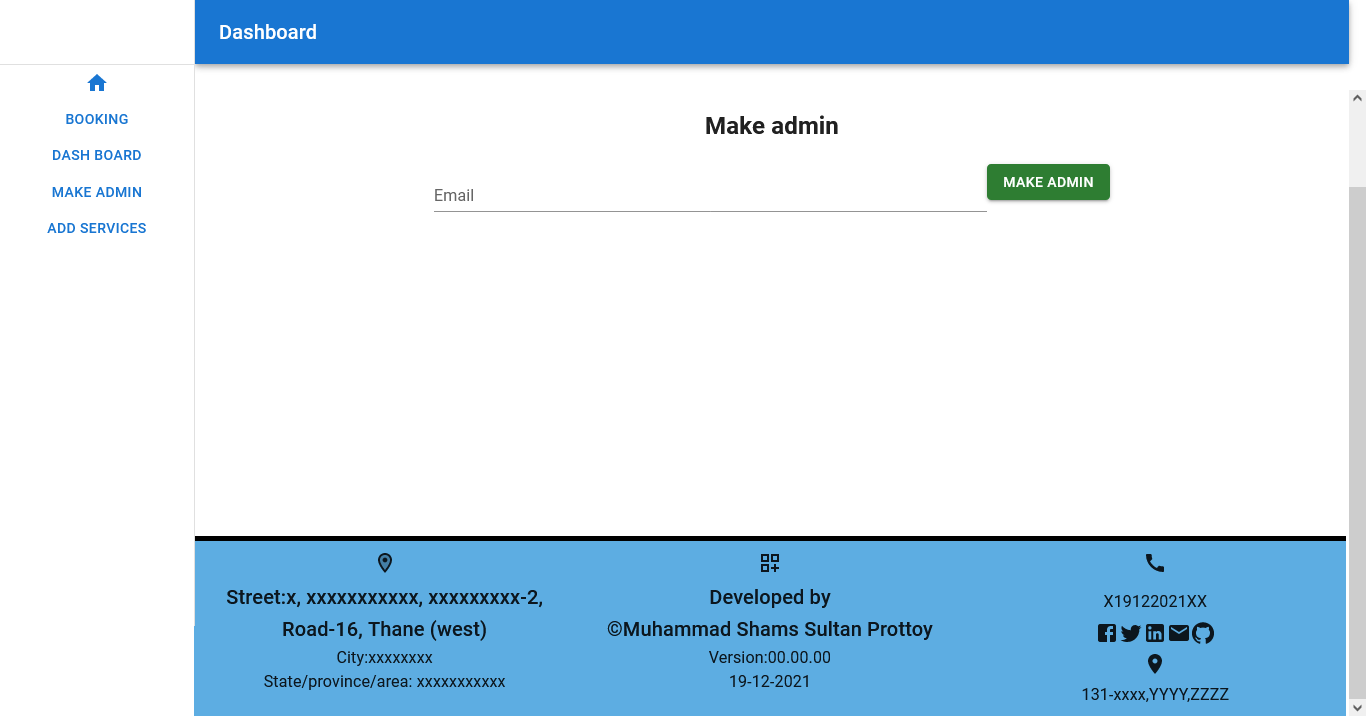 Dashboard
BOOKING
DASH BOARD
MAKE ADMIN
ADD SERVICES
Make admin
Email
MAKE ADMIN
Street:x, xxxxxxxxxxx, xxxxxxxxx-2,
Road-16, Thane (west)
City:xxxxxxxx
State/province/area: xxxxxxxxxxx
Developed by
©Muhammad Shams Sultan Prottoy
Version:00.00.00
19-12-2021
X19122021XX
131-xxxx,YYYY,ZZZZ